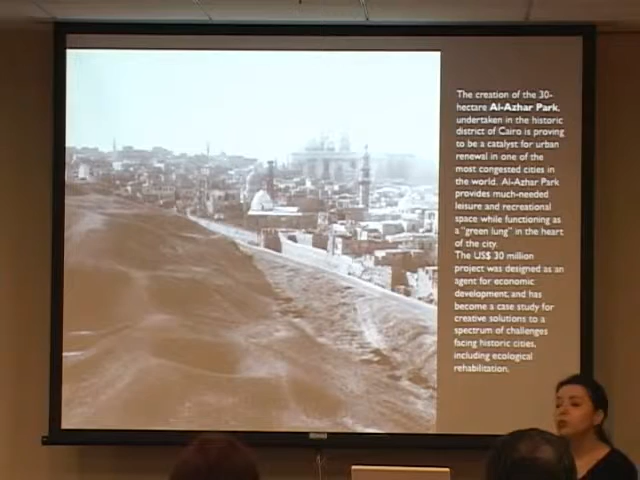 The creation of the 30-
hectare Al-Azhar Park,
undertaken in the historic
district of Cairo is proving
to be a catalyst for urban
renewal in one of the
most congested cities in
the world. Al-Azhar Park
provides much-needed
leisure and recreational
space while functioning as
a "green lung" in the heart
of the city.
The US$ 30 million
project was designed as an
agent for economic
development, and has
become a case study for
creative solutions to a
spectrum of challenges
facing historic cities,
including ecological
rehabilitation.